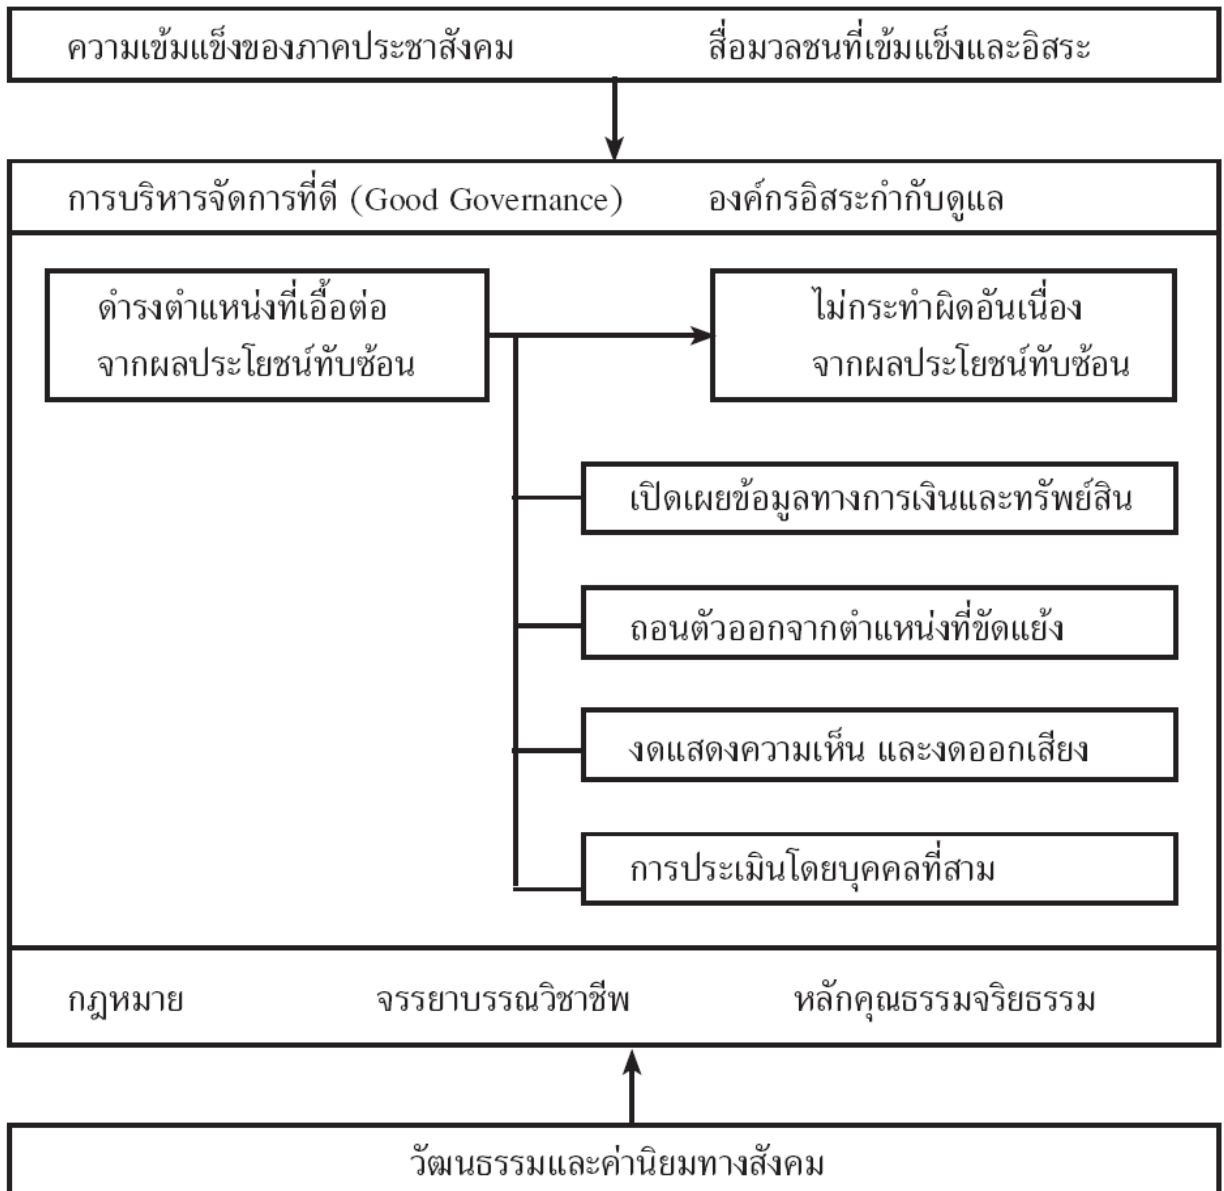 ความเข้มแข็งของภาคประชาสังคม สื่อมวลชนที่เข้มแข็งและอิสระ
การบริหารจัดการที่ดี (Good Governance) องค์กรอิสระกำกับดูแล
ดำรงตำแหน่งที่เอื้อต่อ
จากผลประโยชน์ทับซ้อน
ไม่กระทำผิดอันเนื่อง
จากผลประโยชน์ทับซ้อน
เปิดเผยข้อมูลทางการเงินและทรัพย์สิน
ถอนตัวออกจากตำแหน่งที่ขัดแย้ง
งดแสดงความเห็น และงดออกเสียง
การประเมินโดยบุคคลที่สาม
กฎหมาย จรรยาบรรณวิชาชีพ หลักคุณธรรมจริยธรรม
วัฒนธรรมและค่านิยมทางสังคม